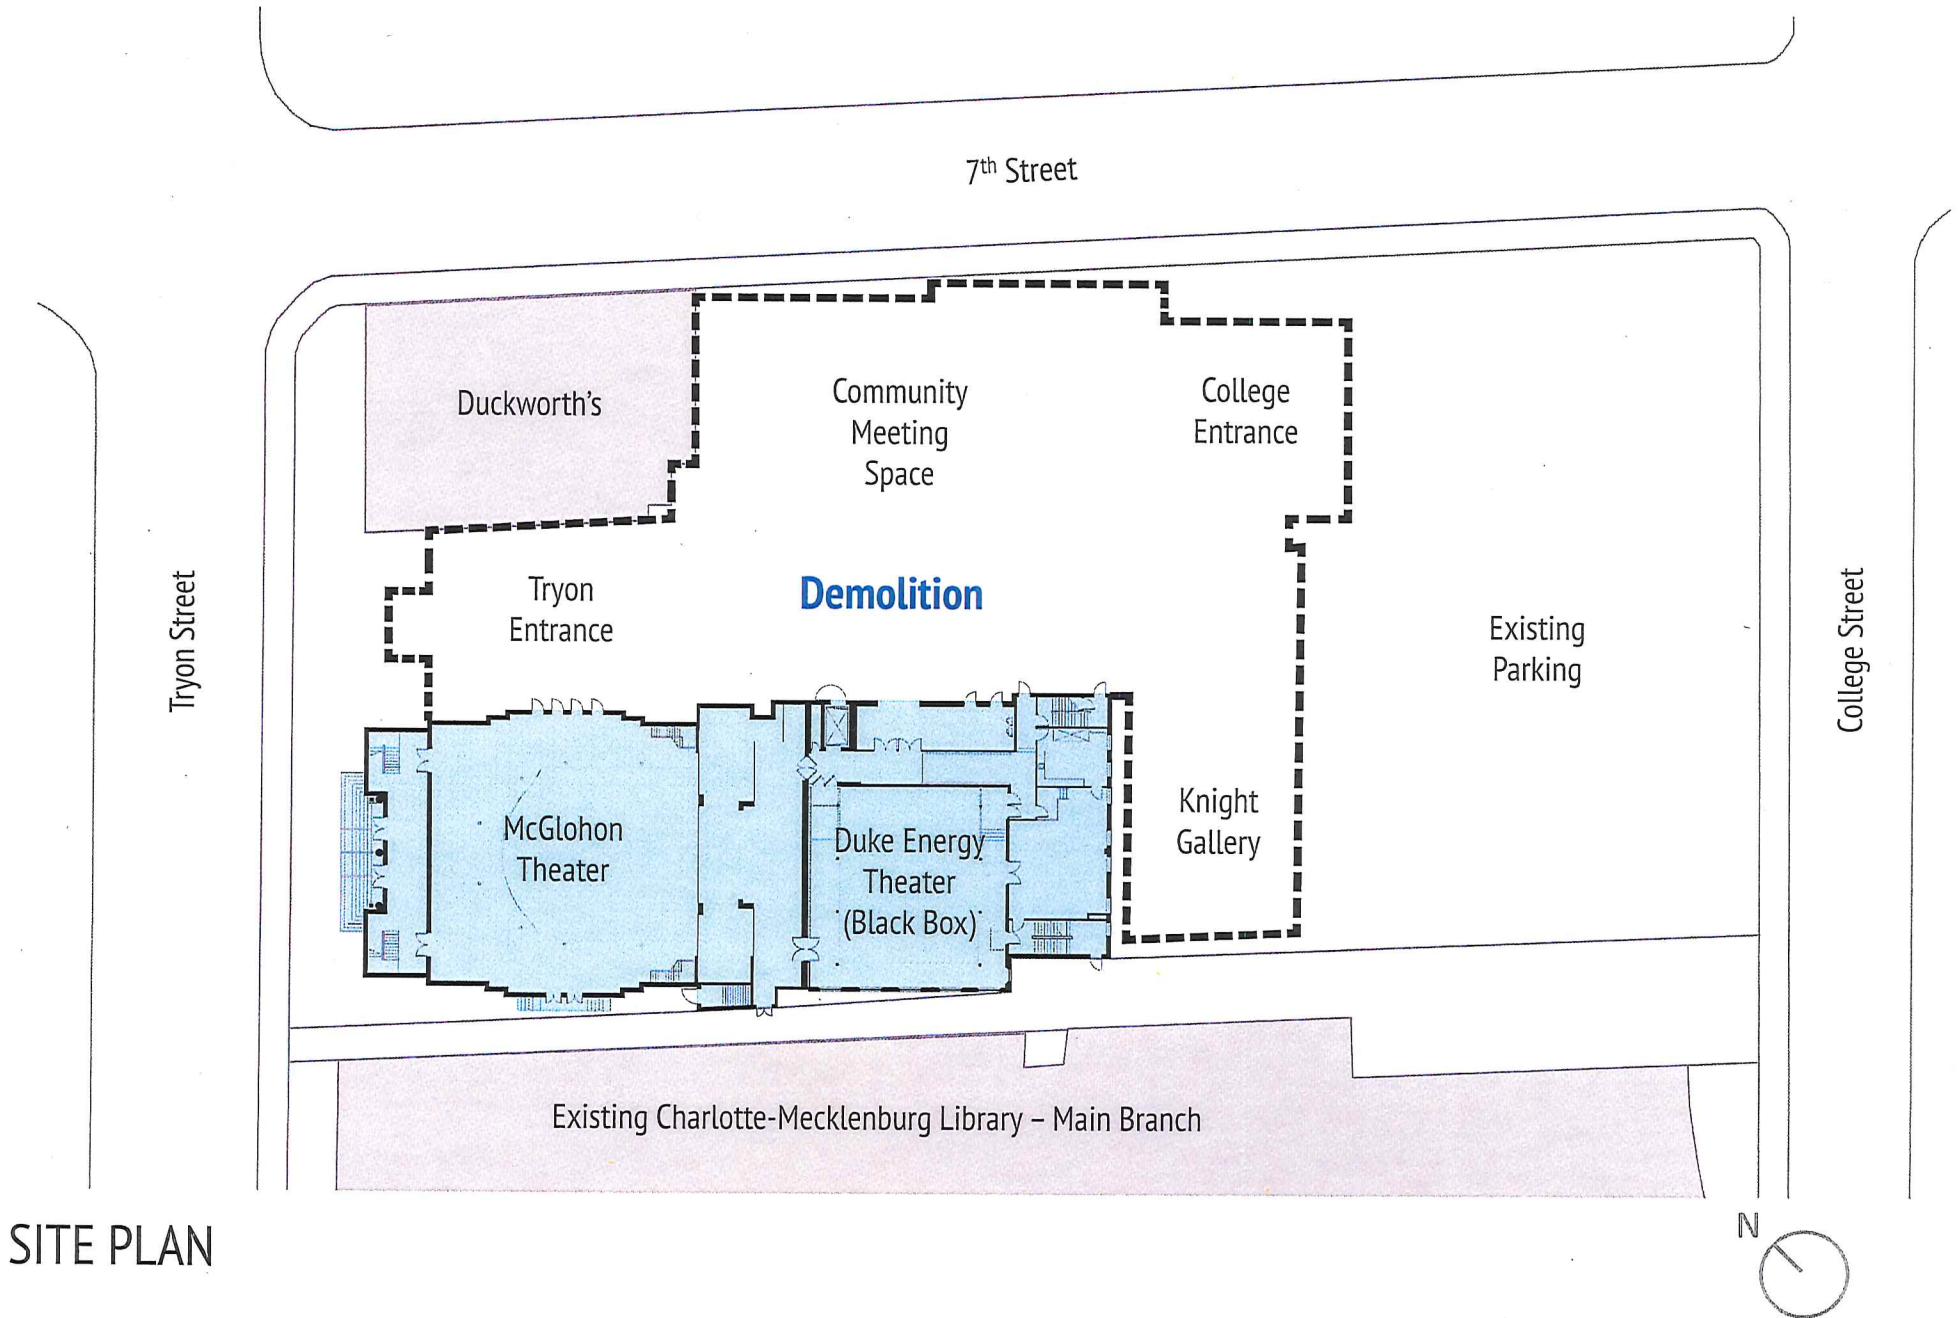 7th Street
Duckworth's
Community
Meeting
Space
College
Entrance
Tryon Street
Tryon
Entrance
Demolition
Existing
Parking
College Street
McGlohon
Theater
Duke Energy
Theater
(Black Box)
Knight
Gallery
Existing Charlotte-Mecklenburg Library – Main Branch
SITE PLAN
N